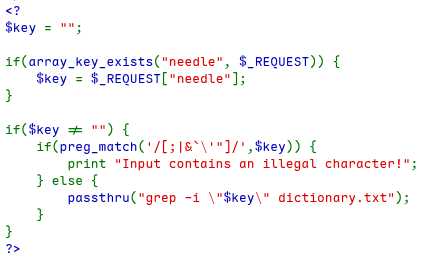 <?
$key = "";

if(array_key_exists("needle", $_REQUEST)) {
    $key = $_REQUEST["needle"];
}

if($key != "") {
    if(preg_match('/[;|&`\'"]/',$key)) {
        print "Input contains an illegal character!";
    } else {
        passthru("grep -i \"$key\" dictionary.txt");
    }
}
?>